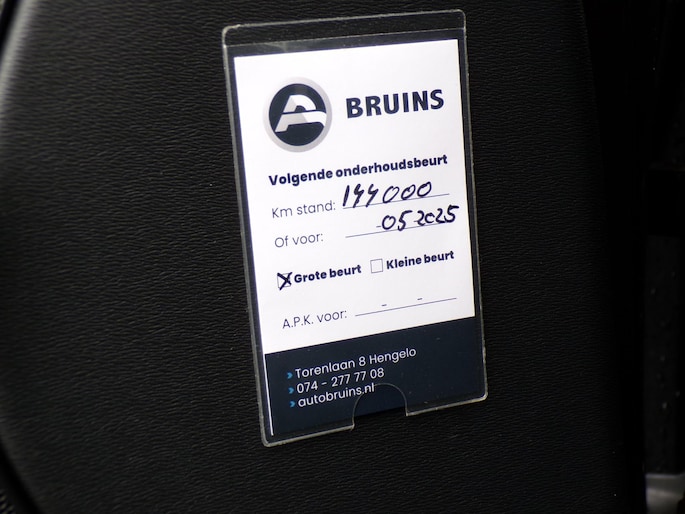 BRUINS
Volgende onderhoudsbeurt
Km stand: 144000
Of voor: 05-2025
Grote beurt Kleine beurt
A.P.K. voor: - -
Torenlaan 8 Hengelo
074 - 277 77 08
autobruins.nl